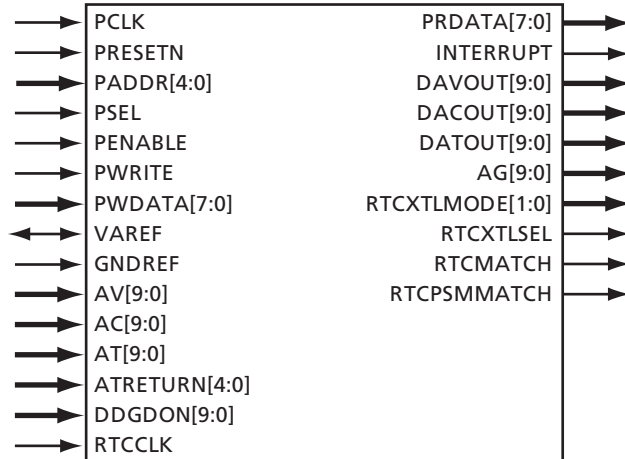 PCLK
PRESETN
PADDR[4:0]
PSEL
PENABLE
PWRITE
PWDATA[7:0]
VAREF
GNDREF
AV[9:0]
AC[9:0]
AT[9:0]
ATRETURN[4:0]
DDGDON[9:0]
RTCCLK
PRDATA[7:0]
INTERRUPT
DAVOUT[9:0]
DACOUT[9:0]
DATOUT[9:0]
AG[9:0]
RTCXTLMODE[1:0]
RTCXTLSEL
RTCMATCH
RTCPSMMATCH